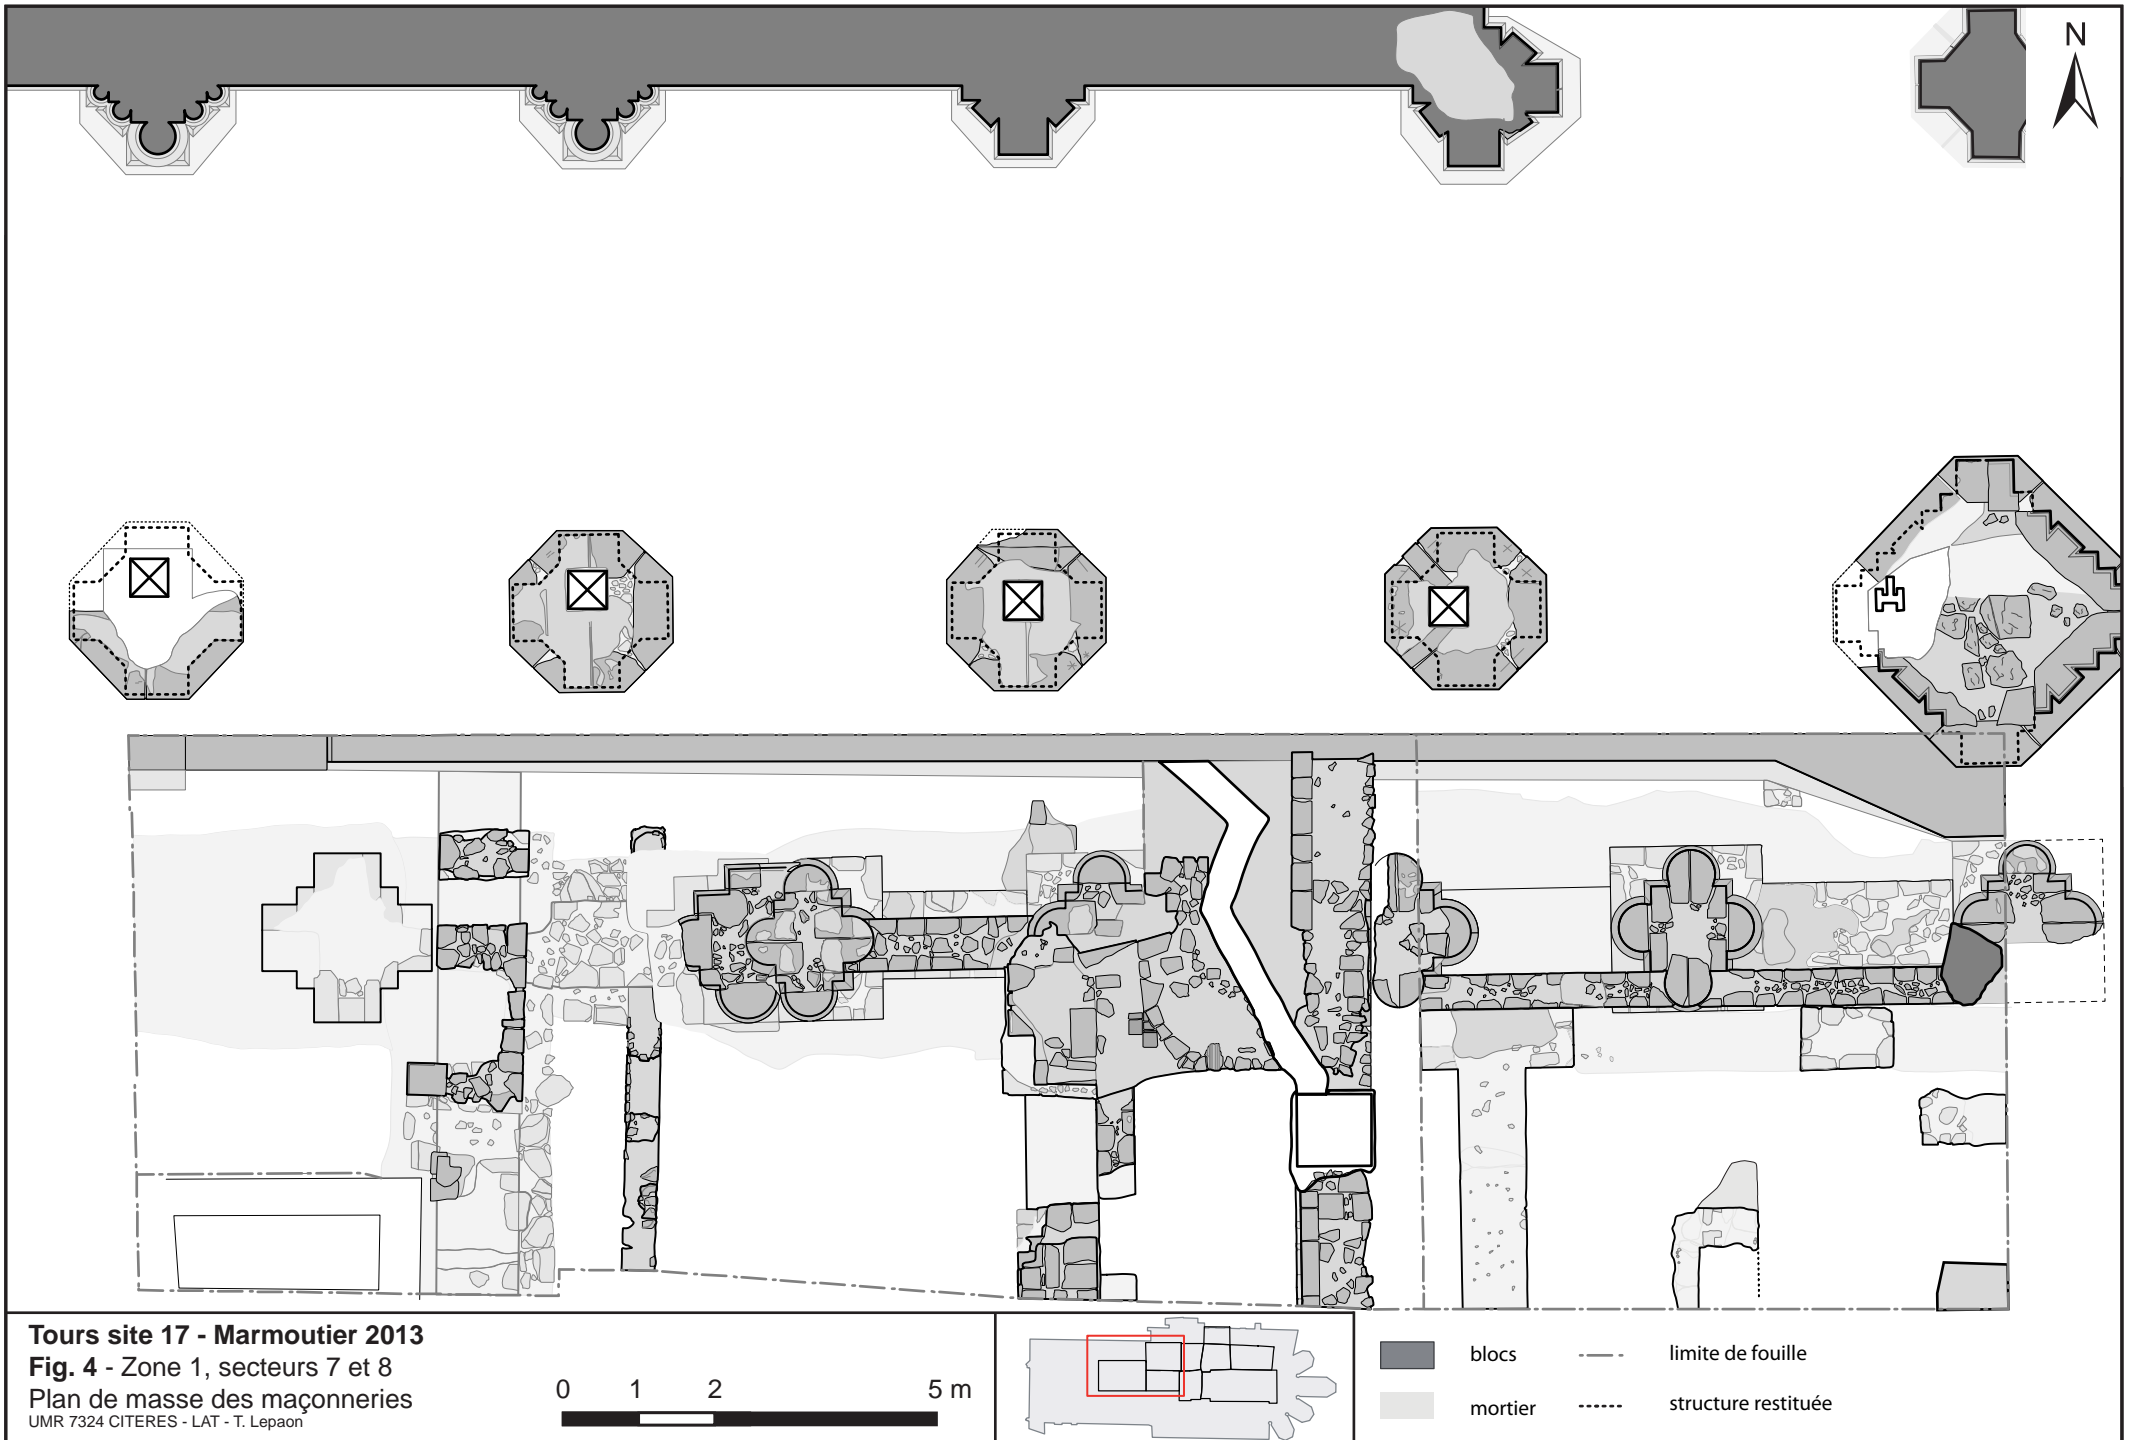 N
Tours site 17 - Marmoutier 2013
Fig. 4 - Zone 1, secteurs 7 et 8
Plan de masse des maçonneries
UMR 7324 CITERES - LAT - T. Lepaon
0 1 2 5 m
blocs
mortier
limite de fouille
structure restituée